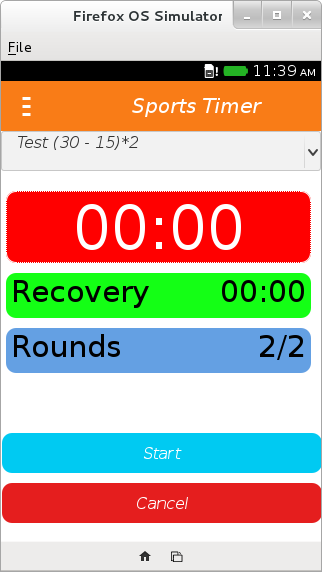 Firefox OS Simulator
File
11:39 AM
Sports Timer
Test (30 - 15)*2
00:00
Recovery 00:00
Rounds 2/2
Start
Cancel